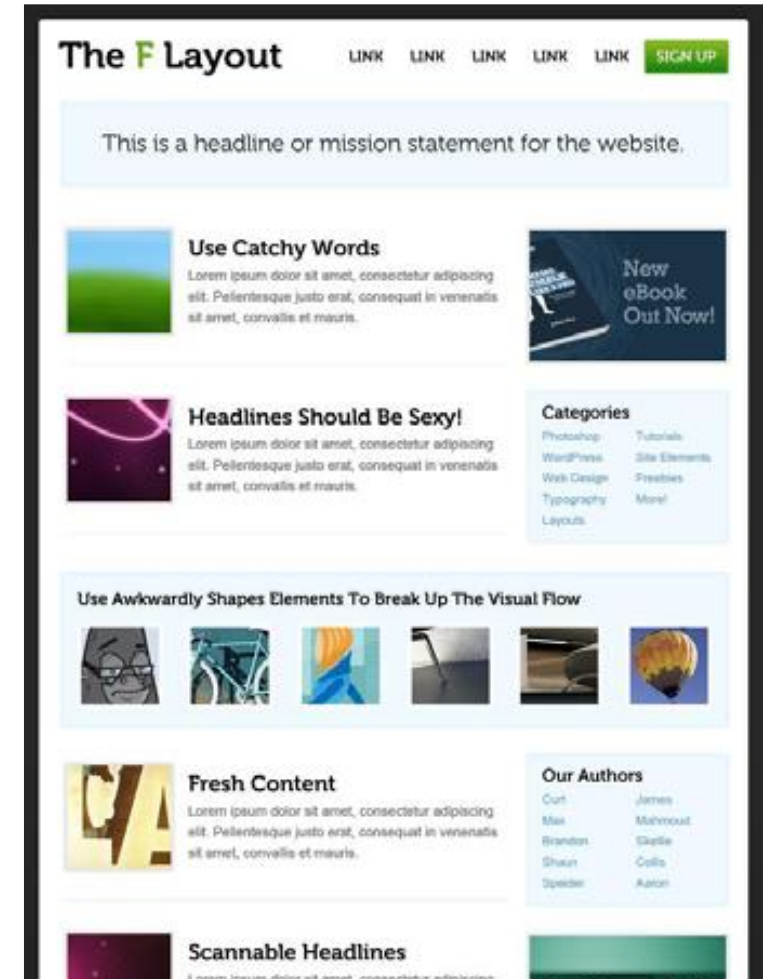 The F Layout
LINK LINK LINK LINK LINK SIGN UP
This is a headline or mission statement for the website.
Use Catchy Words
Lorem ipsum dolor sit amet, consectetur adipiscing
elit. Pellentesque justo erat, consequat in venenatis
sit amet, convallis et mauris.
New
eBook
Out Now!
Headlines Should Be Sexy!
Lorem ipsum dolor sit amet, consectetur adipiscing
elit. Pellentesque justo erat, consequat in venenatis
sit amet, convallis et mauris.
Categories
Photoshop Tutorials
WordPress Site Elements
Web Design Freebies
Typography More!
Layouts
Use Awkwardly Shapes Elements To Break Up The Visual Flow
Fresh Content
Lorem ipsum dolor sit amet, consectetur adipiscing
elit. Pellentesque justo erat, consequat in venenatis
sit amet, convallis et mauris.
Our Authors
Curt James
Max Mahmoud
Brandon Skellie
Shaun Collis
Speider Aaron
Scannable Headlines